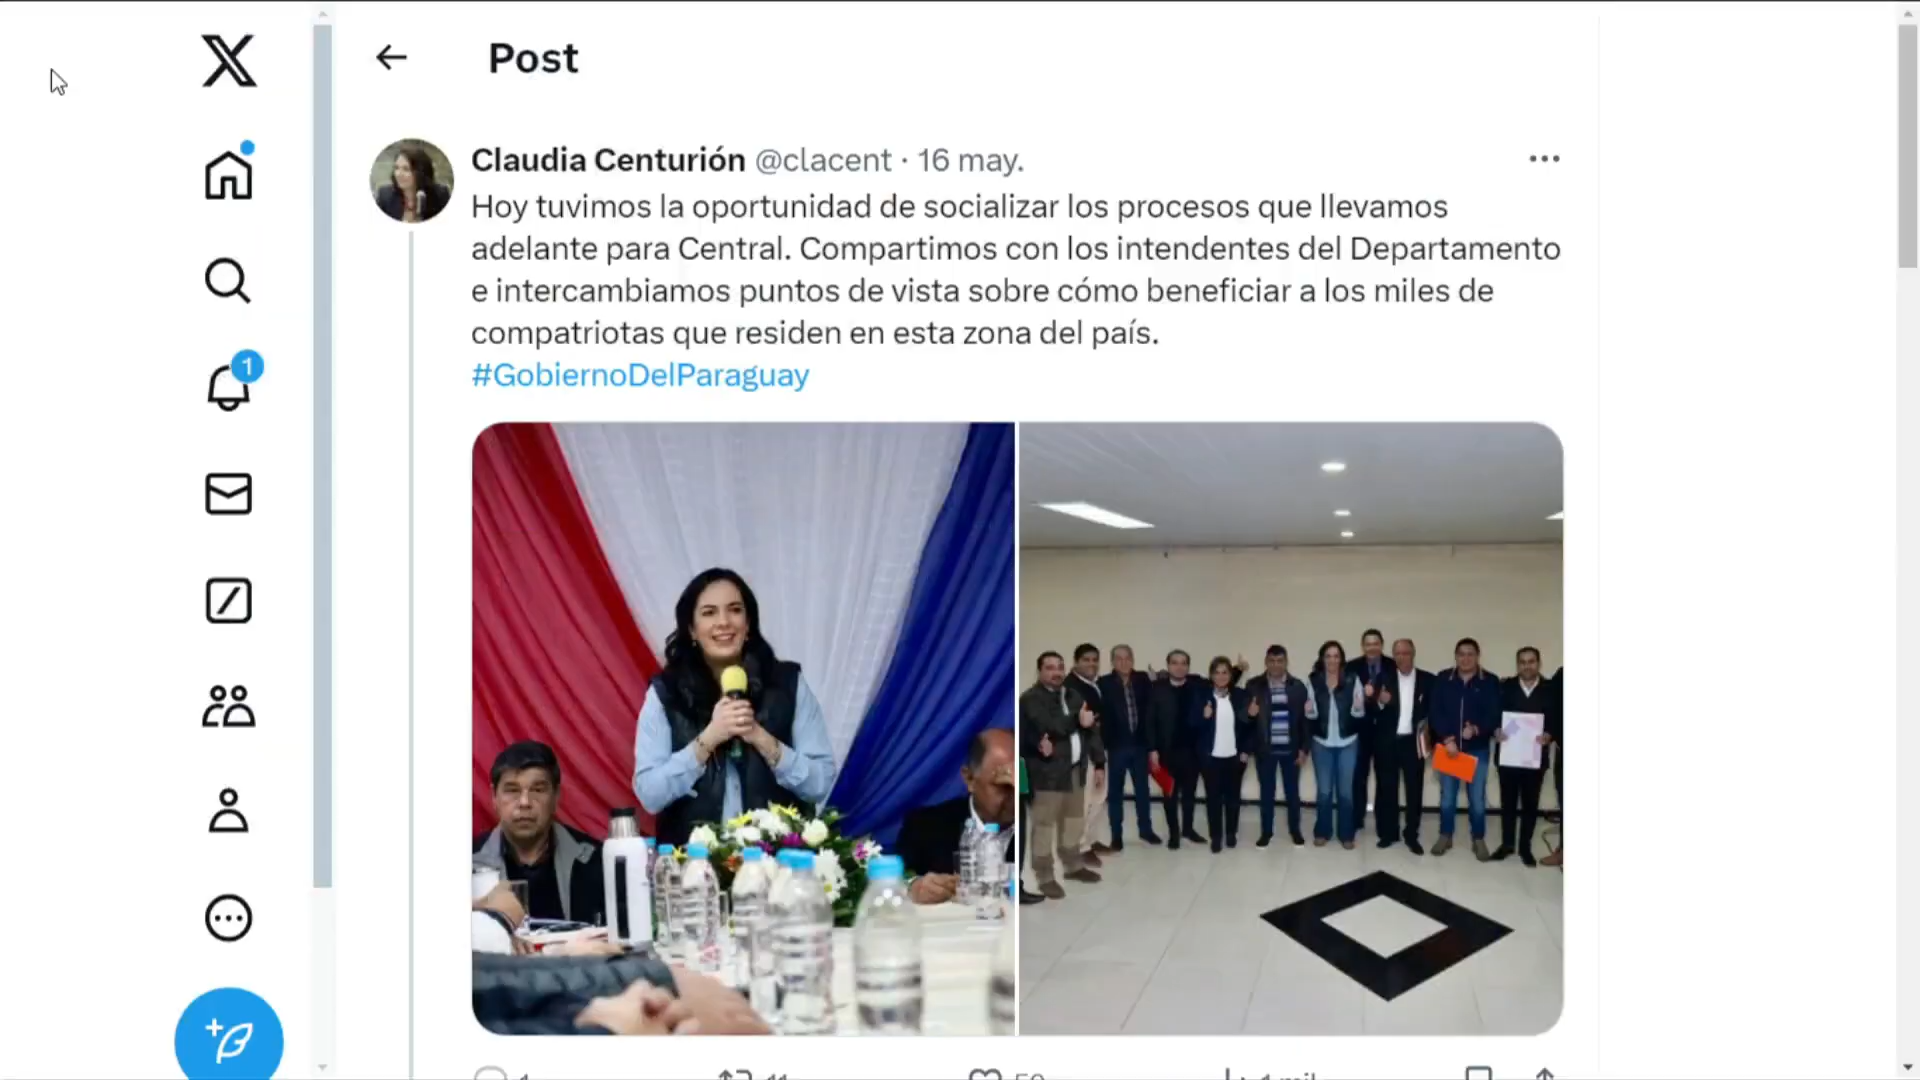 Post
Claudia Centurión @clacent · 16 may.
Hoy tuvimos la oportunidad de socializar los procesos que llevamos
adelante para Central. Compartimos con los intendentes del Departamento
e intercambiamos puntos de vista sobre cómo beneficiar a los miles de
compatriotas que residen en esta zona del país.
#GobiernoDelParaguay
1